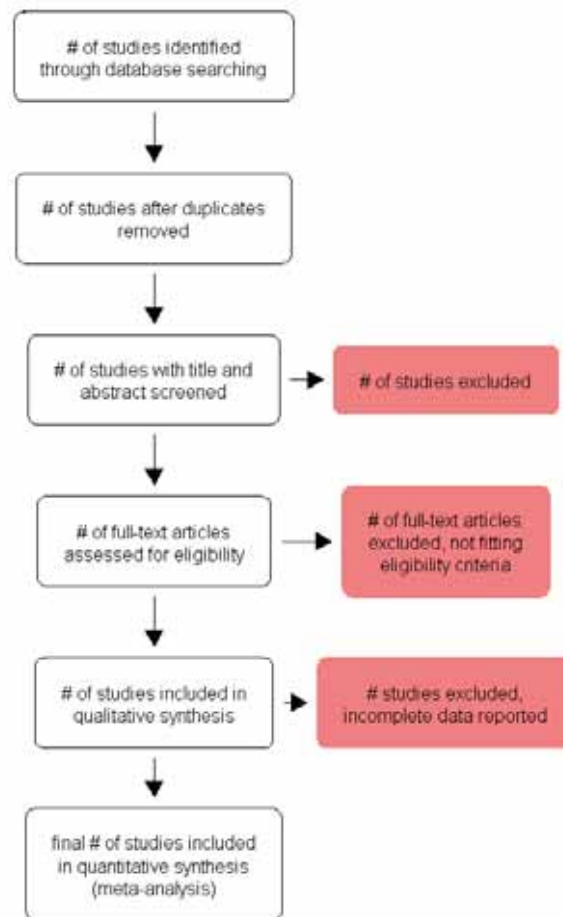 # of studies identified
through database searching
# of studies after duplicates
removed
# of studies with title and
abstract screened
# of studies excluded
# of full-text articles
assessed for eligibility
# of full-text articles
excluded, not fitting
eligibility criteria
# of studies included in
qualitative synthesis
# studies excluded,
incomplete data reported
final # of studies included
in quantitative synthesis
(meta-analysis)